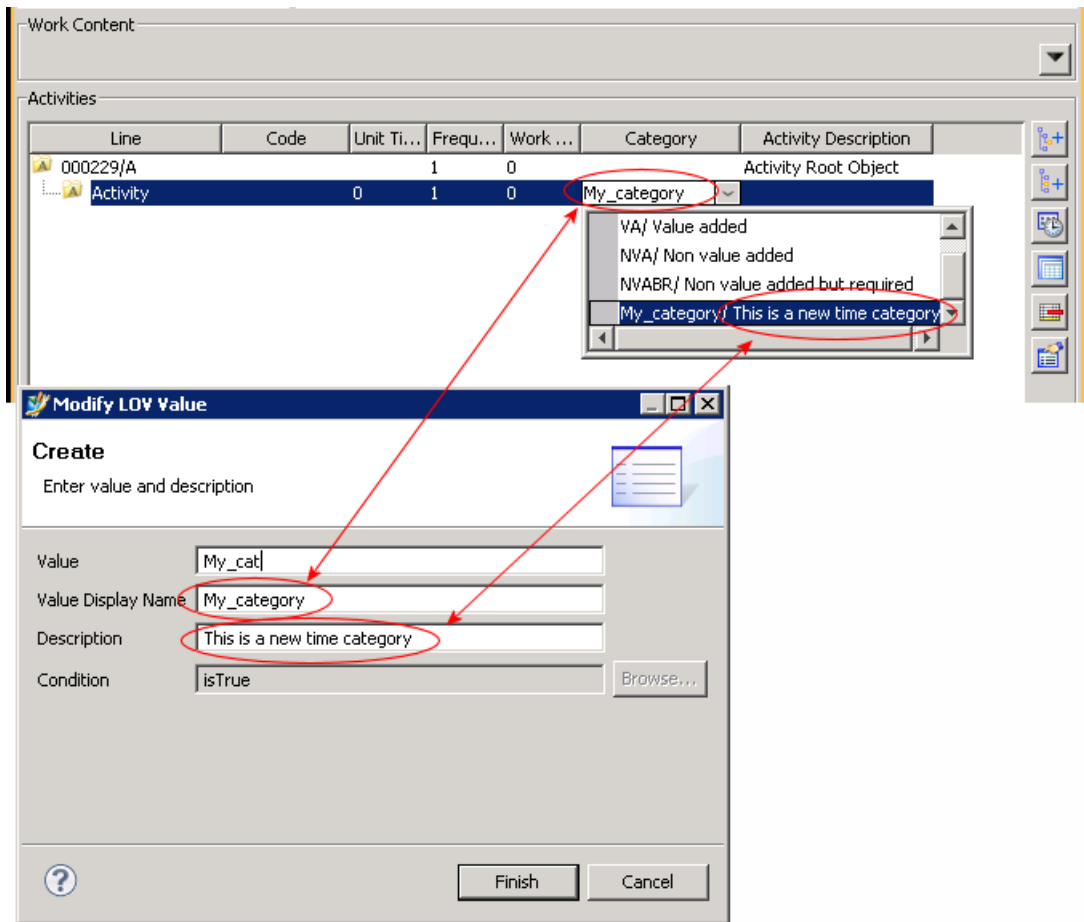 Work Content
Activities
Line Code Unit Ti... Frequ... Work ... Category Activity Description
000229/A 1 0 Activity Root Object
Activity 0 1 0 My_category
VA/ Value added
NVA/ Non value added
NVABR/ Non value added but required
My_category/ This is a new time category
Modify LOV Value
Create
Enter value and description
Value My_cat
Value Display Name My_category
Description This is a new time category
Condition isTrue Browse...
? Finish Cancel